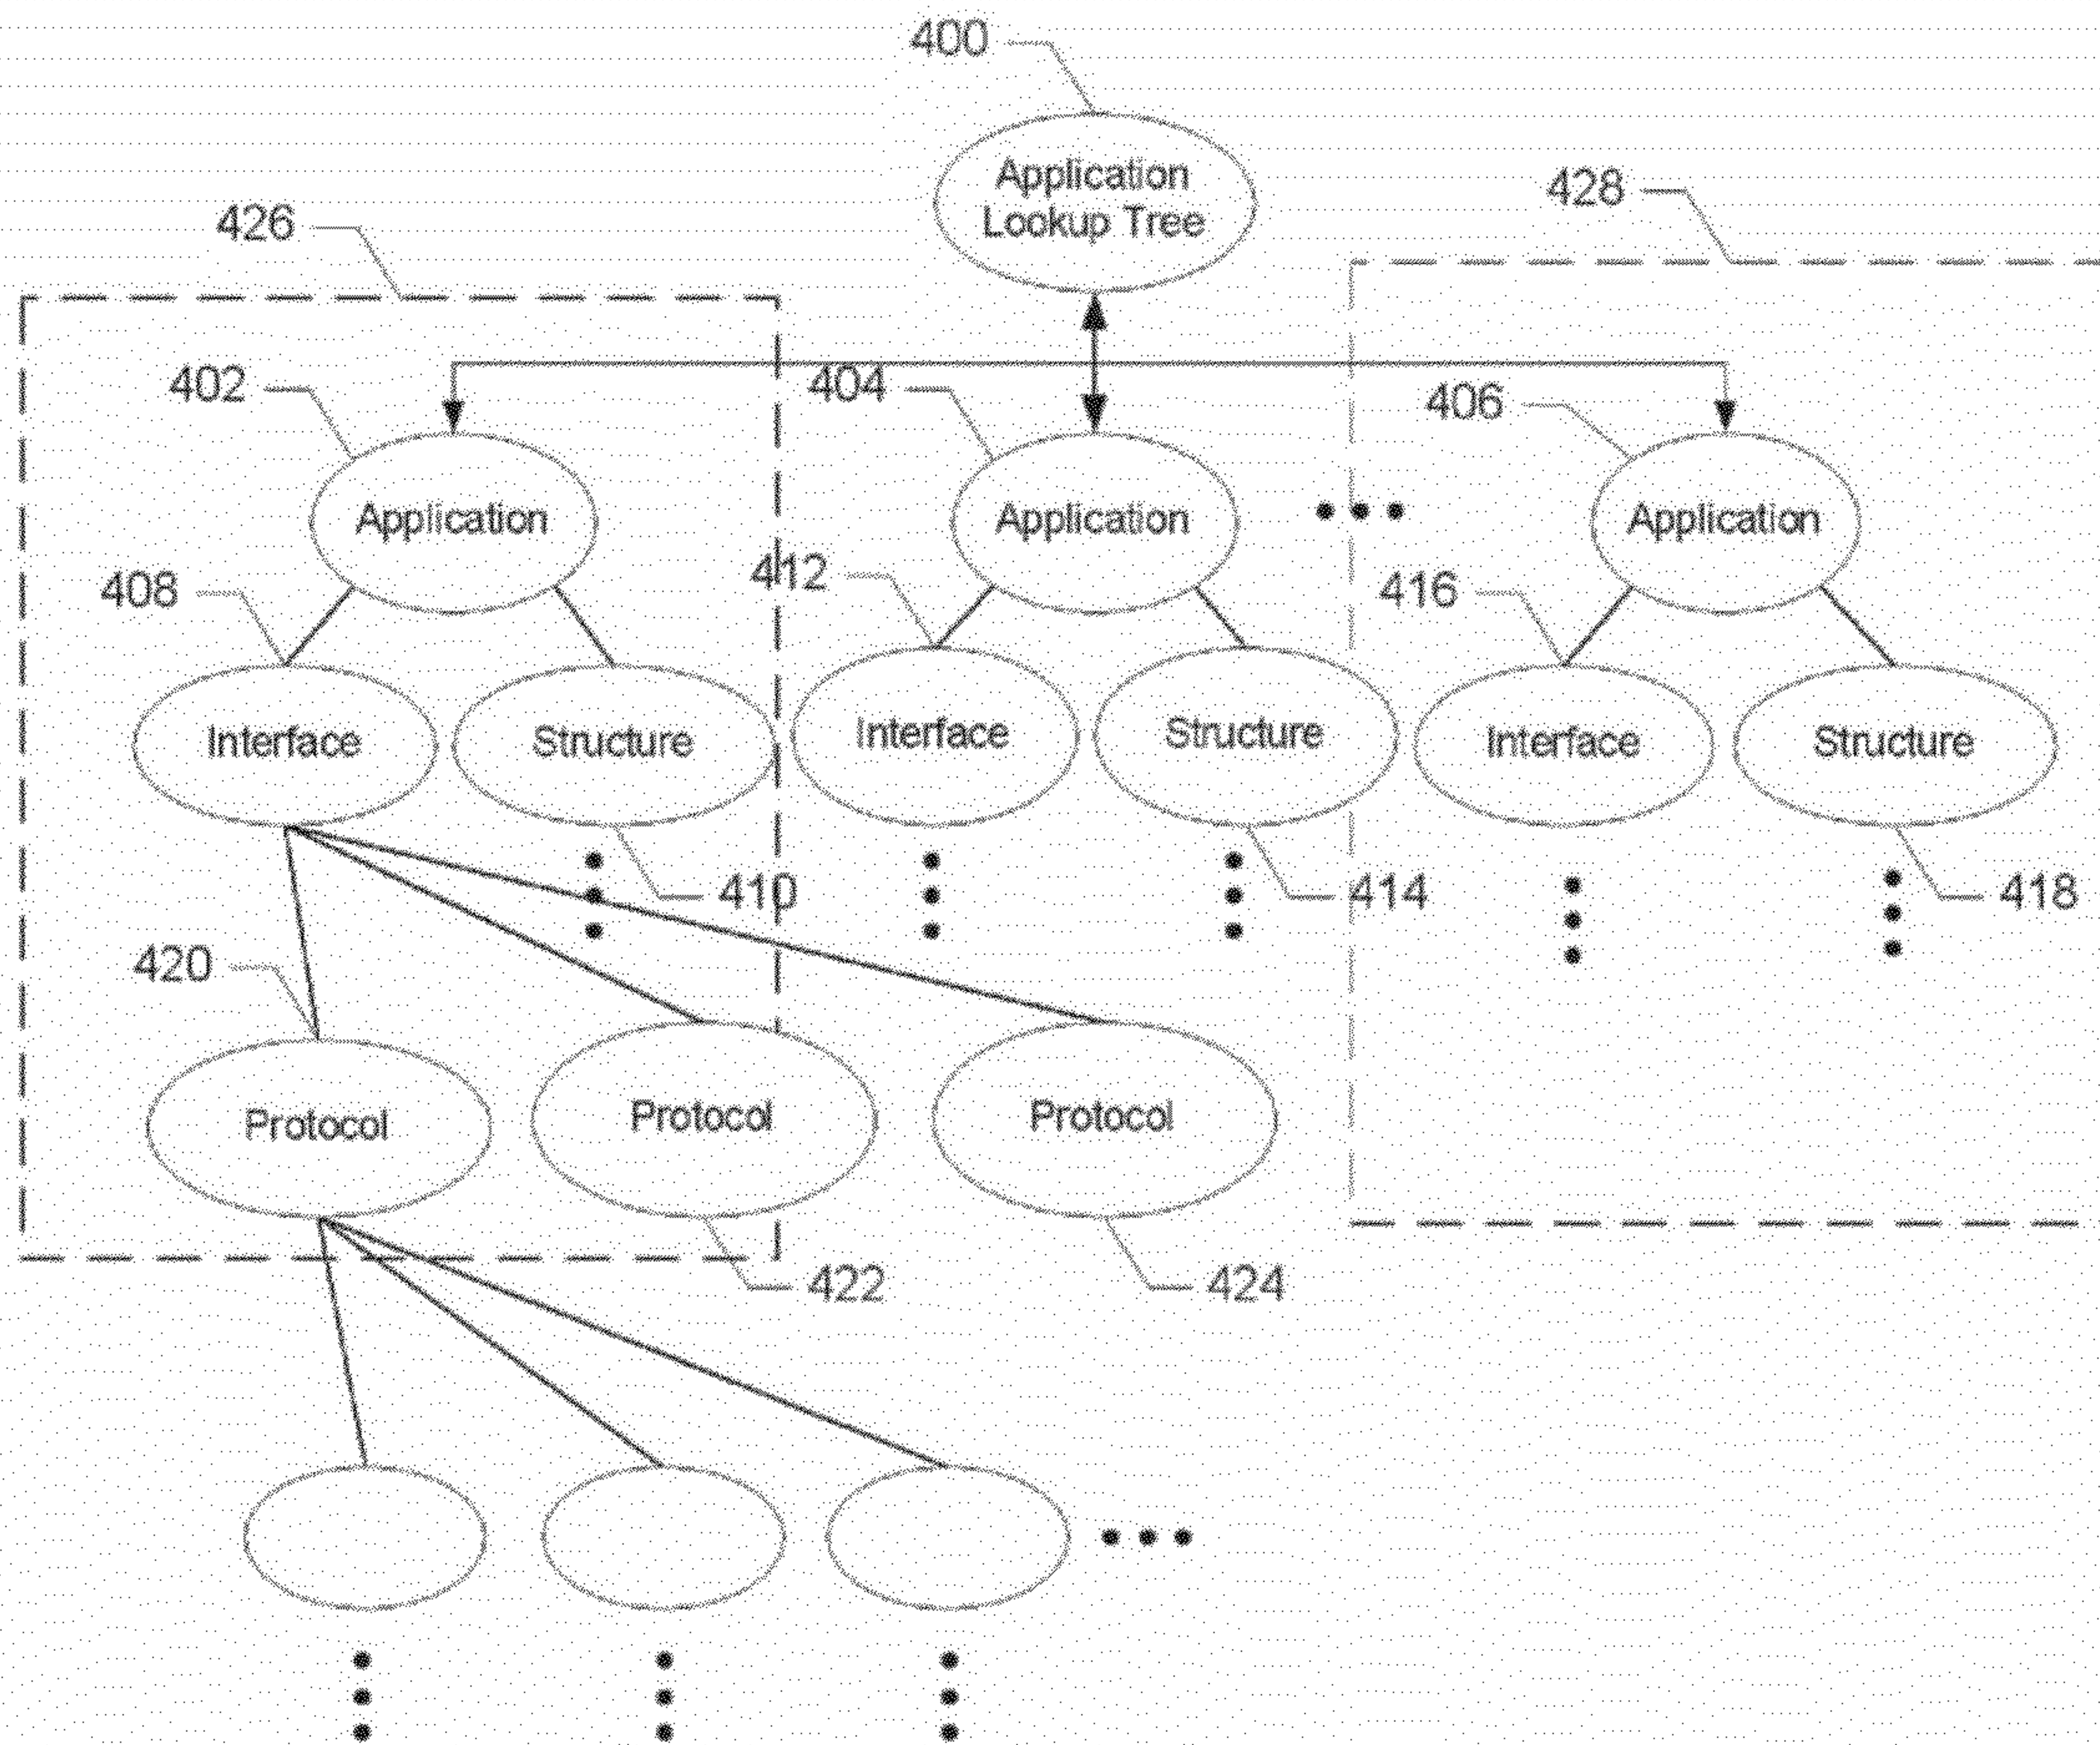 400
Application
Lookup Tree
428
426
402
404
406
Application
Application
Application
408
412
416
Interface
Structure
Interface
Structure
Interface
Structure
410
414
418
420
Protocol
Protocol
Protocol
422
424